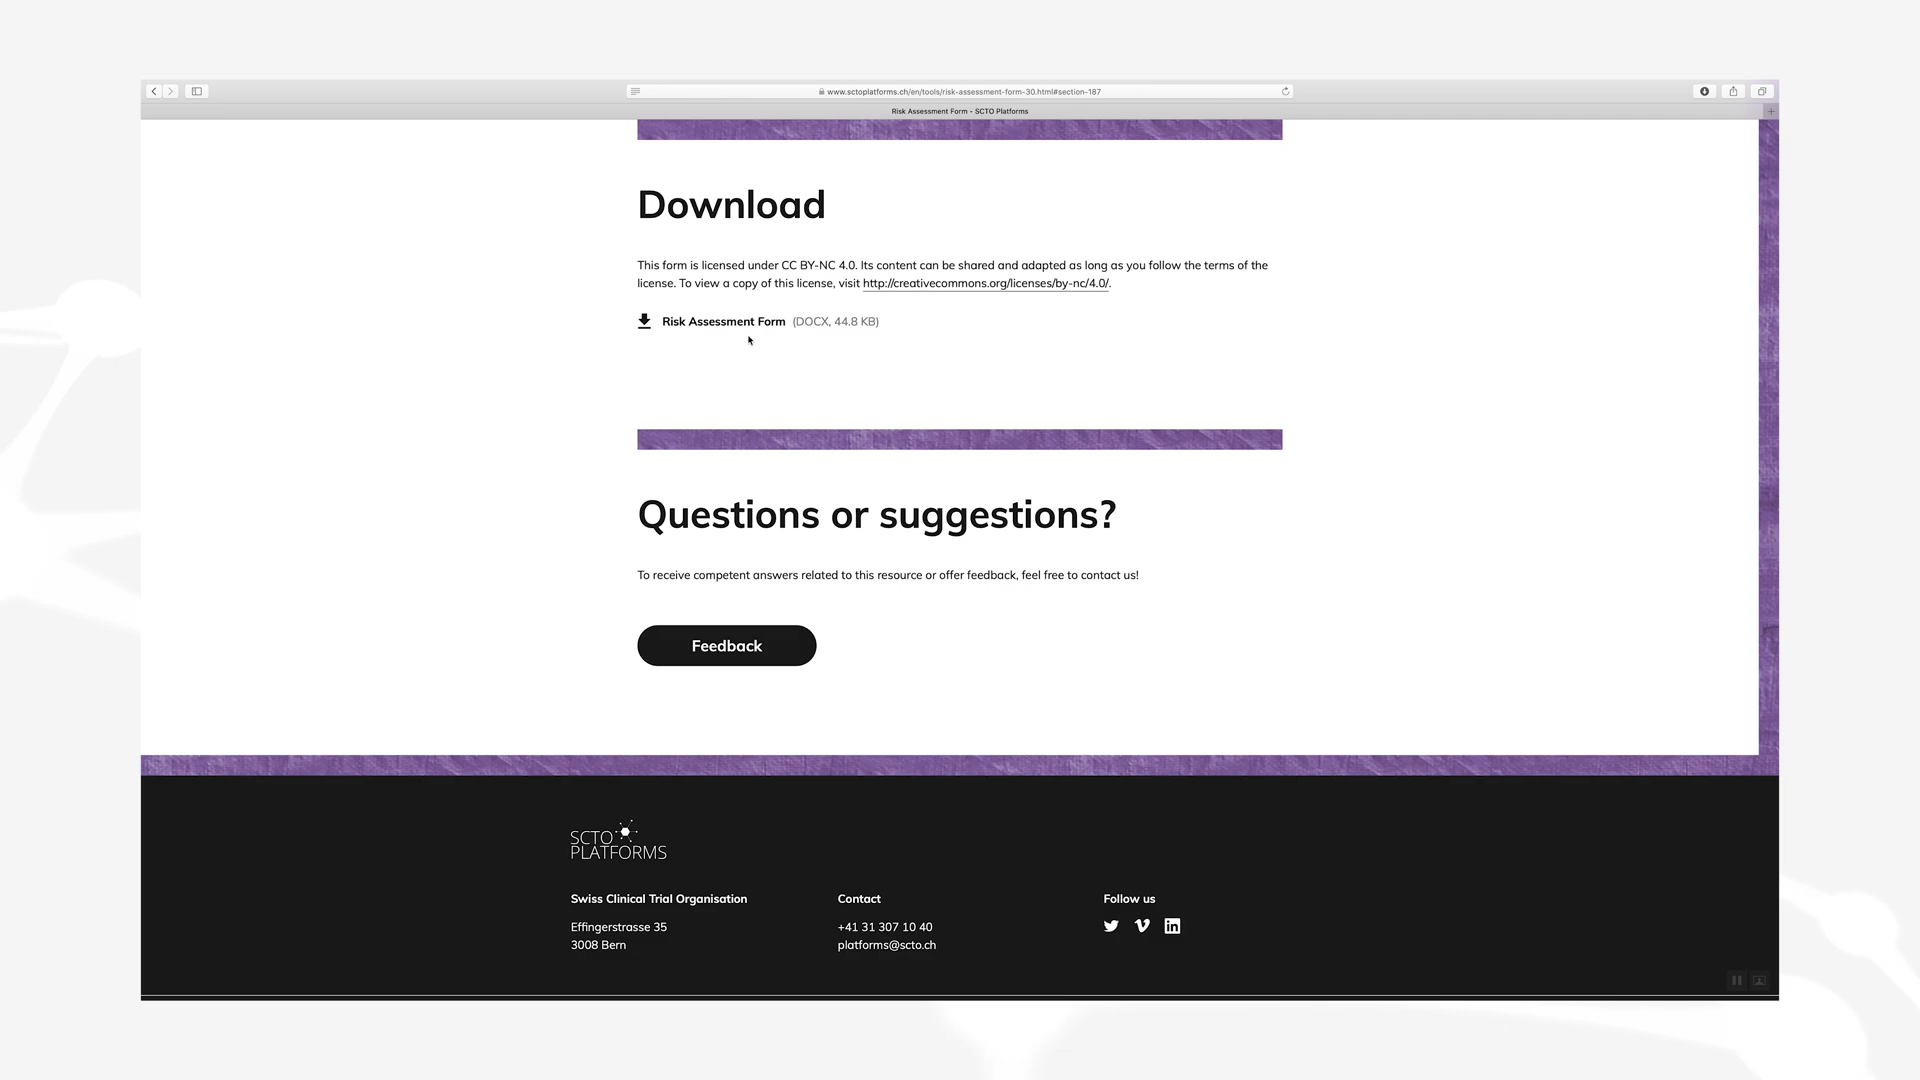 www.sctoplatforms.ch/en/tools/risk-assessment-form-30.html#section-187
Risk Assessment Form - SCTO Platforms
Download
This form is licensed under CC BY-NC 4.0. Its content can be shared and adapted as long as you follow the terms of the
license. To view a copy of this license, visit http://creativecommons.org/licenses/by-nc/4.0/.
Risk Assessment Form (DOCX, 44.8 KB)
Questions or suggestions?
To receive competent answers related to this resource or offer feedback, feel free to contact us!
Feedback
SCTO
PLATFORMS
Swiss Clinical Trial Organisation
Effingerstrasse 35
3008 Bern
Contact
+41 31 307 10 40
platforms@scto.ch
Follow us